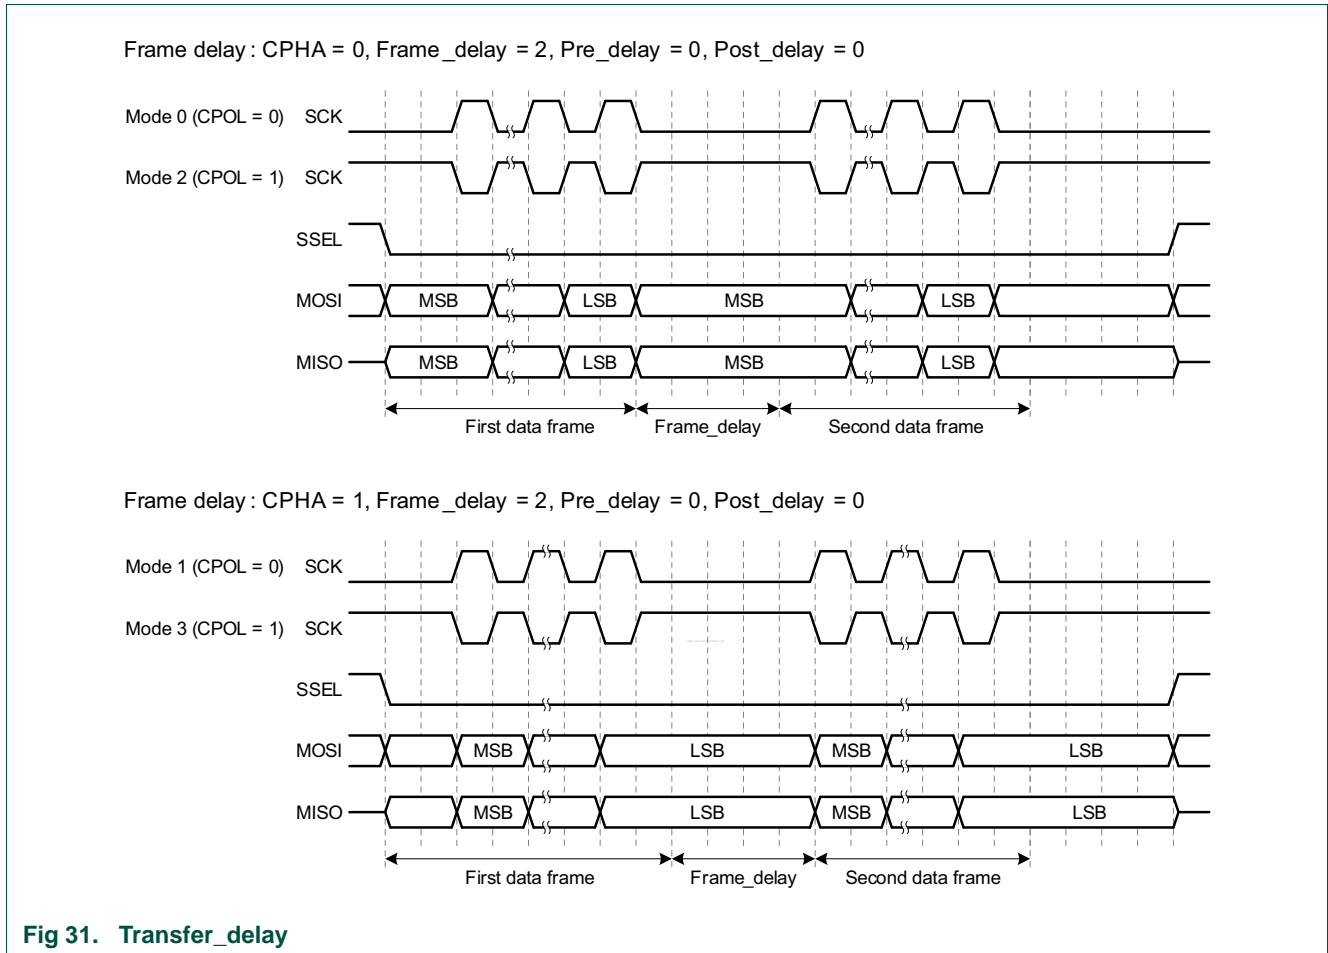 Frame delay : CPHA = 0, Frame_delay = 2, Pre_delay = 0, Post_delay = 0
Mode 0 (CPOL = 0) SCK
Mode 2 (CPOL = 1) SCK
SSEL
MOSI MSB LSB MSB LSB
MISO MSB LSB MSB LSB
First data frame Frame_delay Second data frame
Frame delay : CPHA = 1, Frame_delay = 2, Pre_delay = 0, Post_delay = 0
Mode 1 (CPOL = 0) SCK
Mode 3 (CPOL = 1) SCK
SSEL
MOSI MSB LSB MSB LSB
MISO MSB LSB MSB LSB
First data frame Frame_delay Second data frame
Fig 31. Transfer_delay